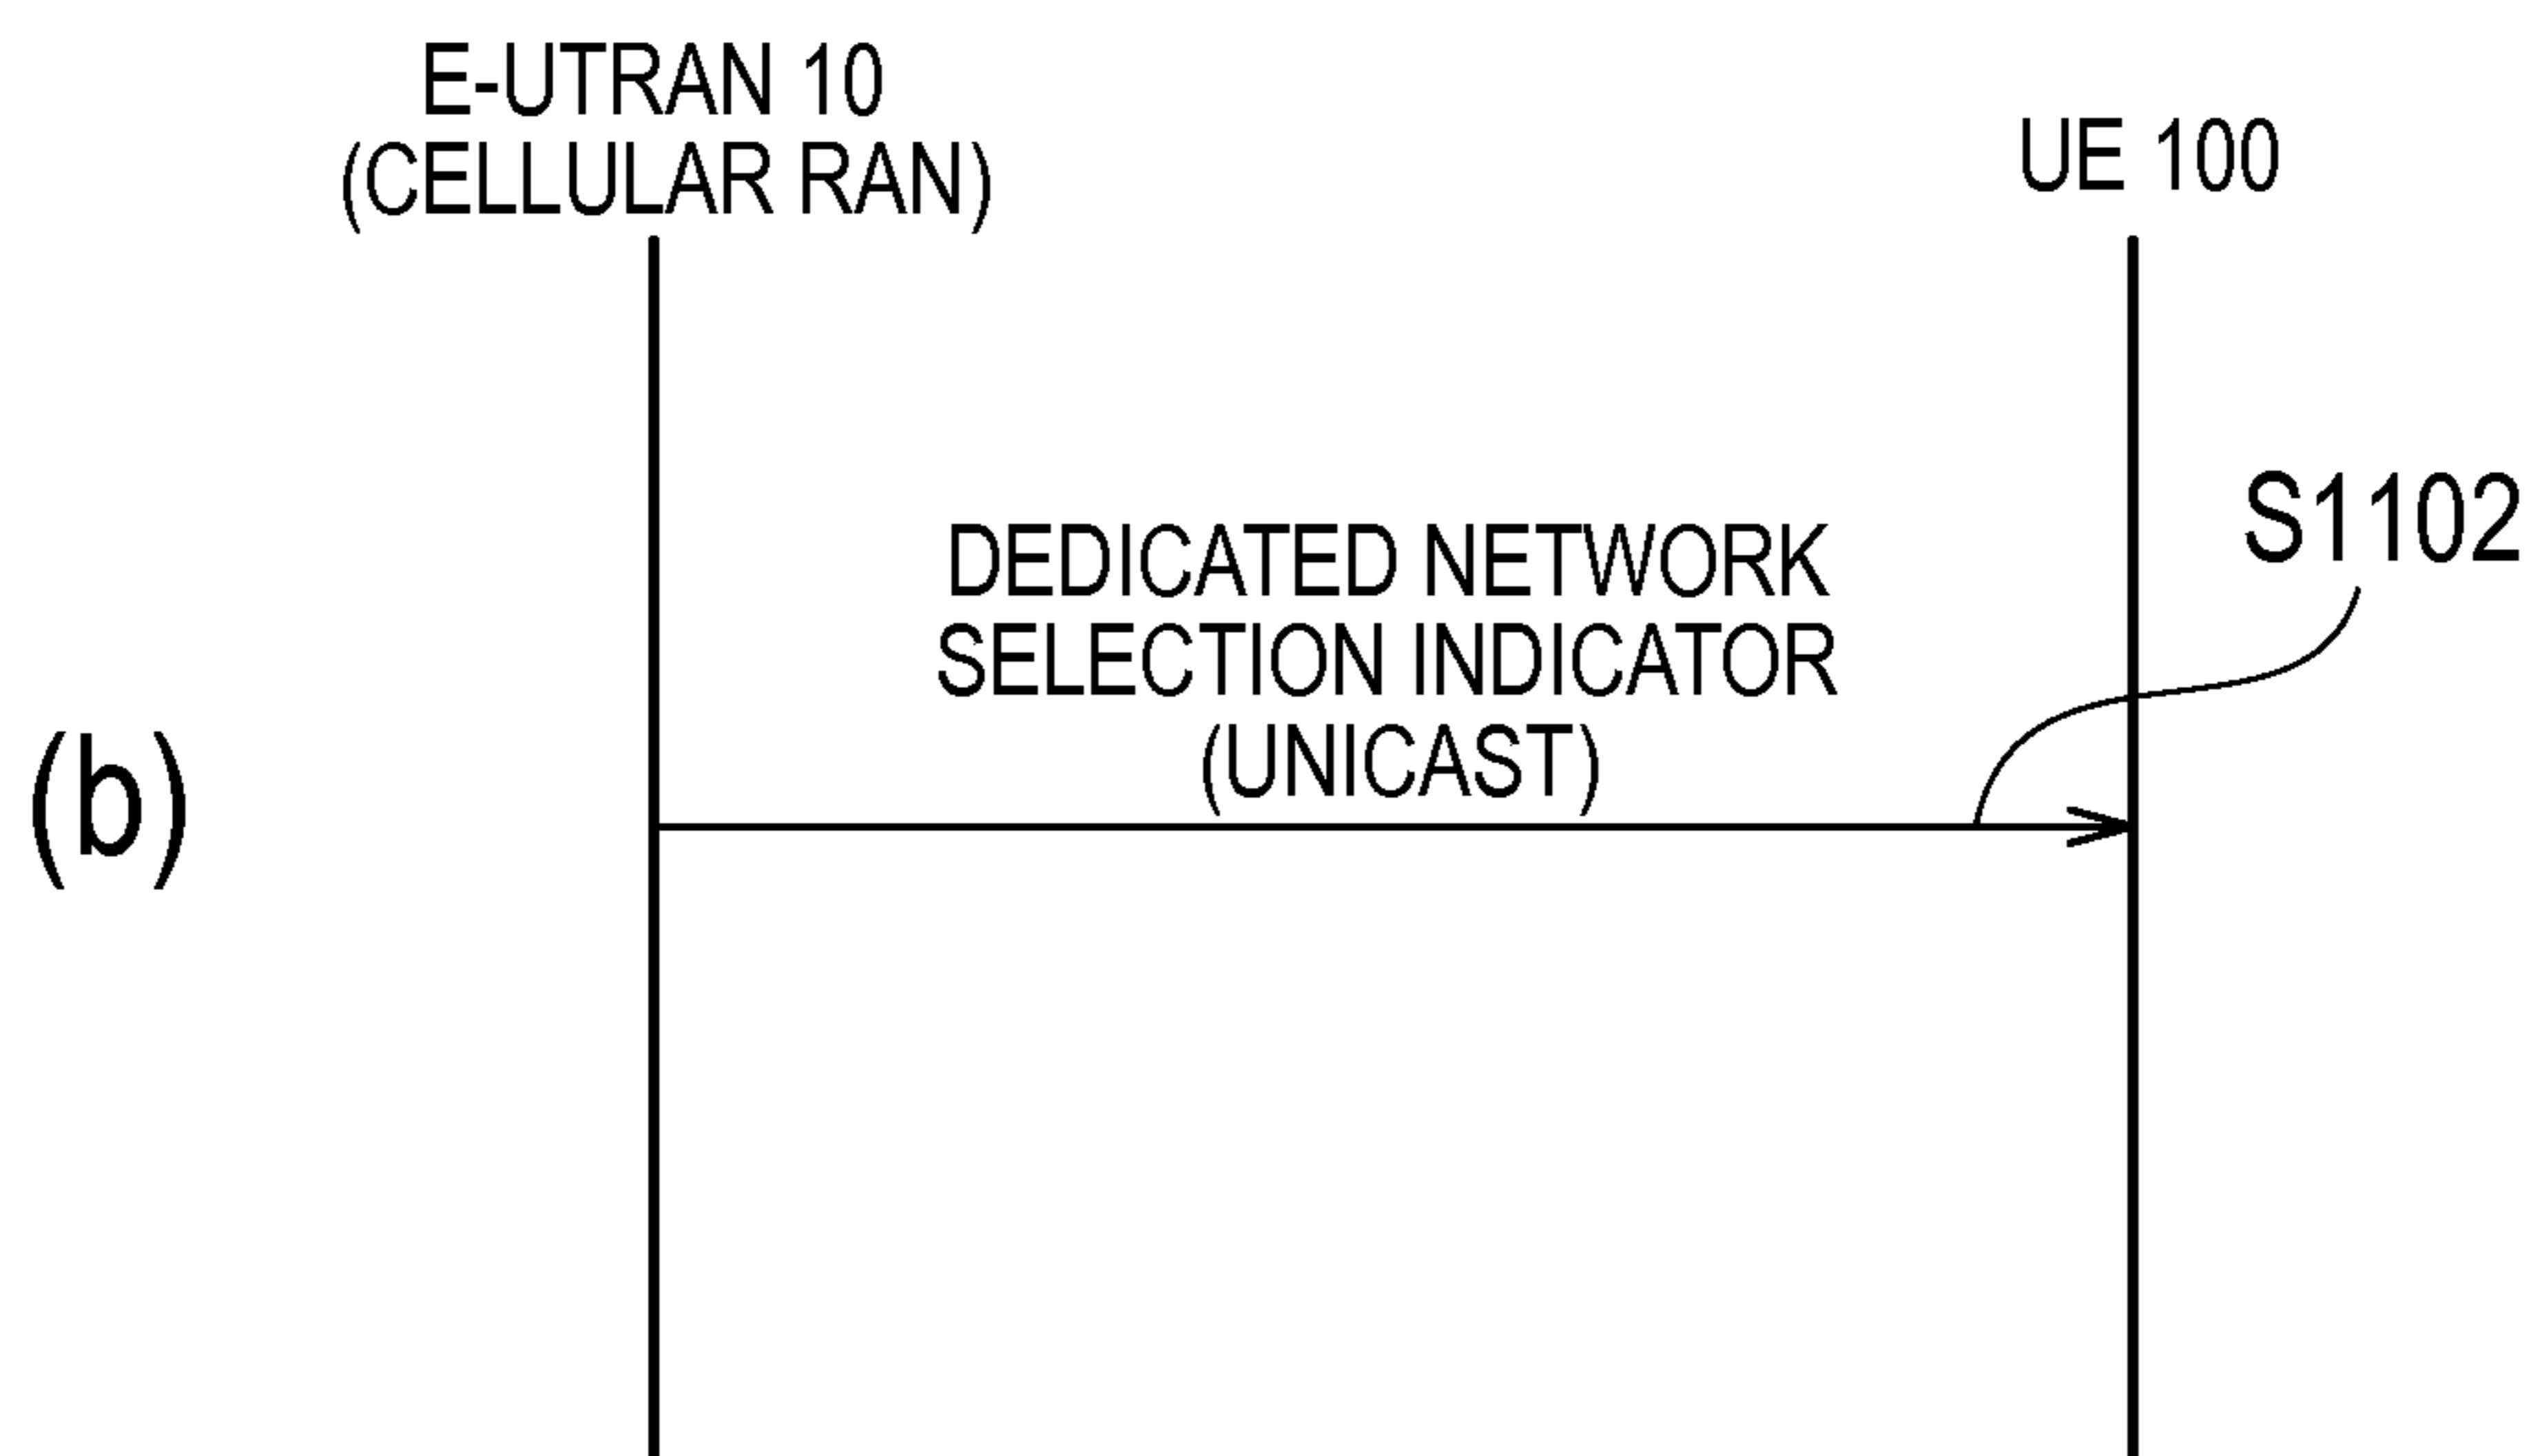 E-UTRAN 10
(CELLULAR RAN)
UE 100
S1102
DEDICATED NETWORK
SELECTION INDICATOR
(UNICAST)
(b)